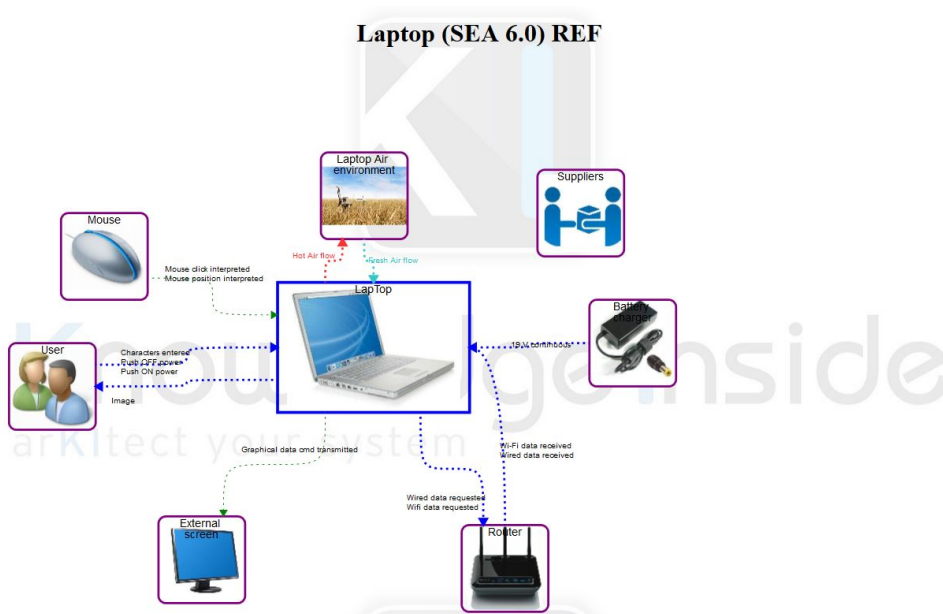 Laptop (SEA 6.0) REF
Laptop Air
environment
Suppliers
Mouse
Hot Air flow
Fresh Air flow
Mouse click interpreted
Mouse position interpreted
LapTop
Battery
charger
User
Characters entered
Push OFF power
Push ON power
19 V continuous
Image
Knowledge Inside
arKItect your system
Graphical data cmd transmitted
Wi-Fi data received
Wired data received
Wired data requested
Wifi data requested
External
screen
Router